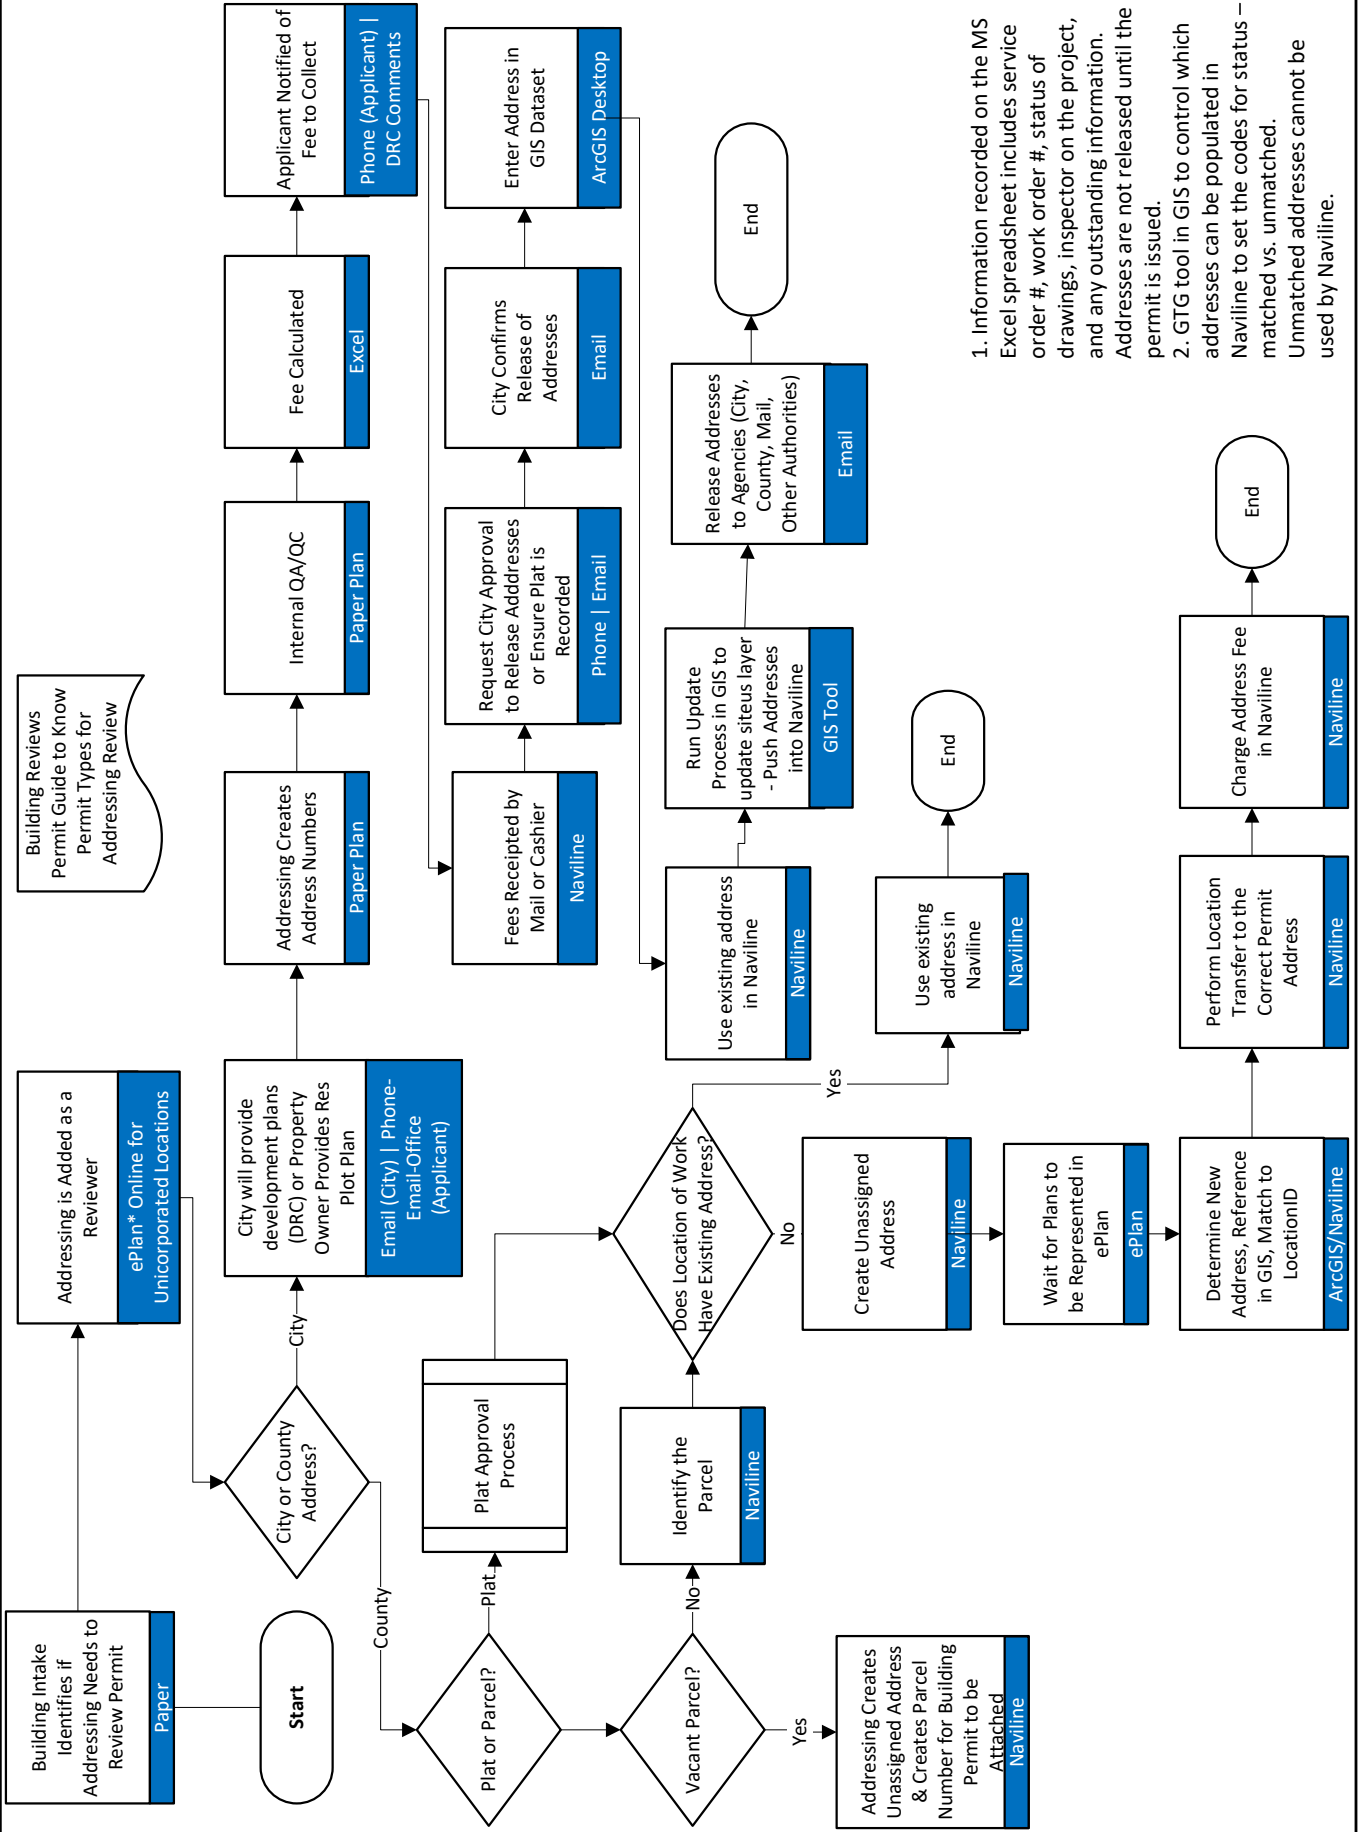 Building Intake
Identifies if
Addressing Needs to
Review Permit
Paper
Start
Addressing is Added as a
Reviewer
ePlan* Online for
Unicorporated Locations
Building Reviews
Permit Guide to Know
Permit Types for
Addressing Review
City or County
Address?
City
County
City will provide
development plans
(DRC) or Property
Owner Provides Res
Plot Plan
Email (City) | Phone-
Email-Office
(Applicant)
Addressing Creates
Address Numbers
Paper Plan
Internal QA/QC
Paper Plan
Fee Calculated
Excel
Applicant Notified of
Fee to Collect
Phone (Applicant) |
DRC Comments
Fees Receipted by
Mail or Cashier
Naviline
Request City Approval
to Release Addresses
or Ensure Plat is
Recorded
Phone | Email
City Confirms
Release of
Addresses
Email
Enter Address in
GIS Dataset
ArcGIS Desktop
Use existing address
in Naviline
Naviline
Run Update
Process in GIS to
update siteus layer
- Push Addresses
into Naviline
GIS Tool
Release Addresses
to Agencies (City,
County, Mail,
Other Authorities)
Email
End
Plat or Parcel?
Plat
Plat Approval
Process
Vacant Parcel?
No
Yes
Identify the
Parcel
Naviline
Does Location of Work
Have Existing Address?
Yes
No
Use existing
address in
Naviline
Naviline
End
Addressing Creates
Unassigned Address
& Creates Parcel
Number for Building
Permit to be
Attached
Naviline
Create Unassigned
Address
Naviline
Wait for Plans to
be Represented in
ePlan
ePlan
Determine New
Address, Reference
in GIS, Match to
LocationID
ArcGIS/Naviline
Perform Location
Transfer to the
Correct Permit
Address
Naviline
Charge Address Fee
in Naviline
Naviline
End
1. Information recorded on the MS
Excel spreadsheet includes service
order #, work order #, status of
drawings, inspector on the project,
and any outstanding information.
Addresses are not released until the
permit is issued.
2. GTG tool in GIS to control which
addresses can be populated in
Naviline to set the codes for status –
matched vs. unmatched.
Unmatched addresses cannot be
used by Naviline.